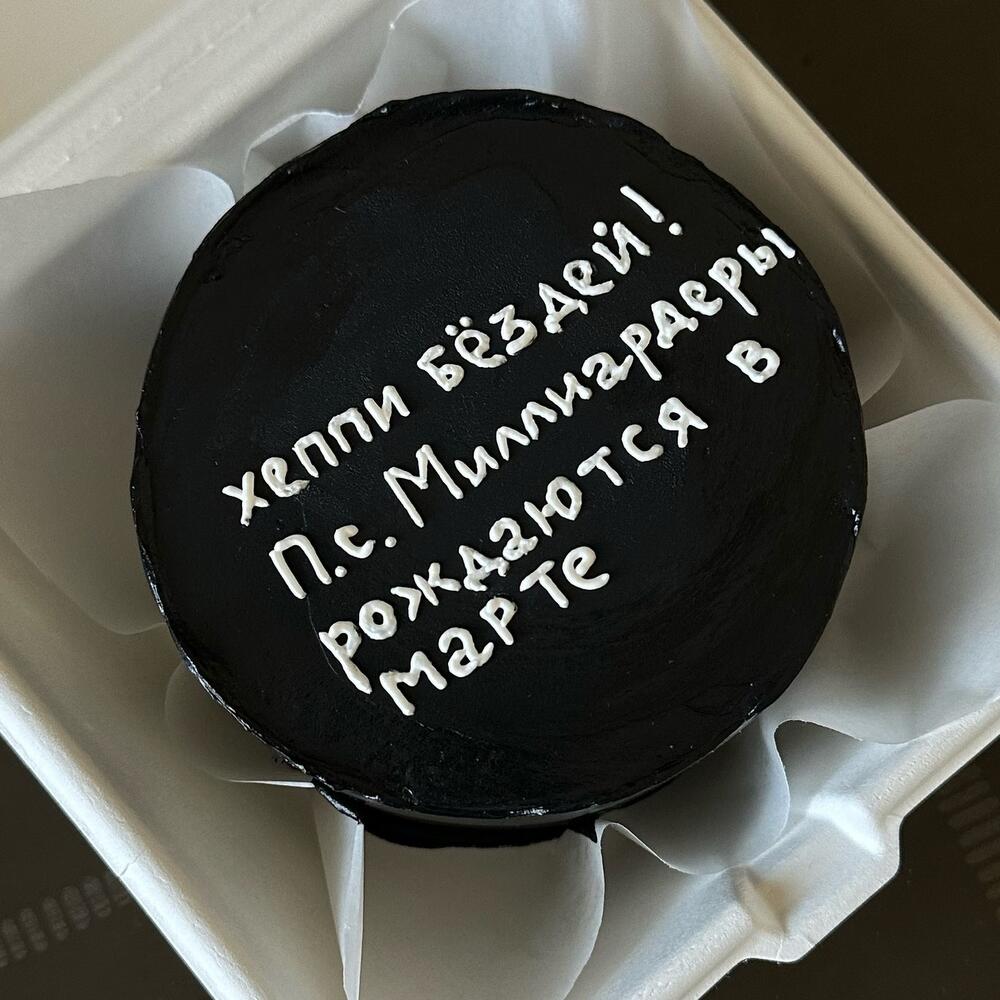 хеппи бёздей!
П.с. Миллиардеры
рождаются в
марте